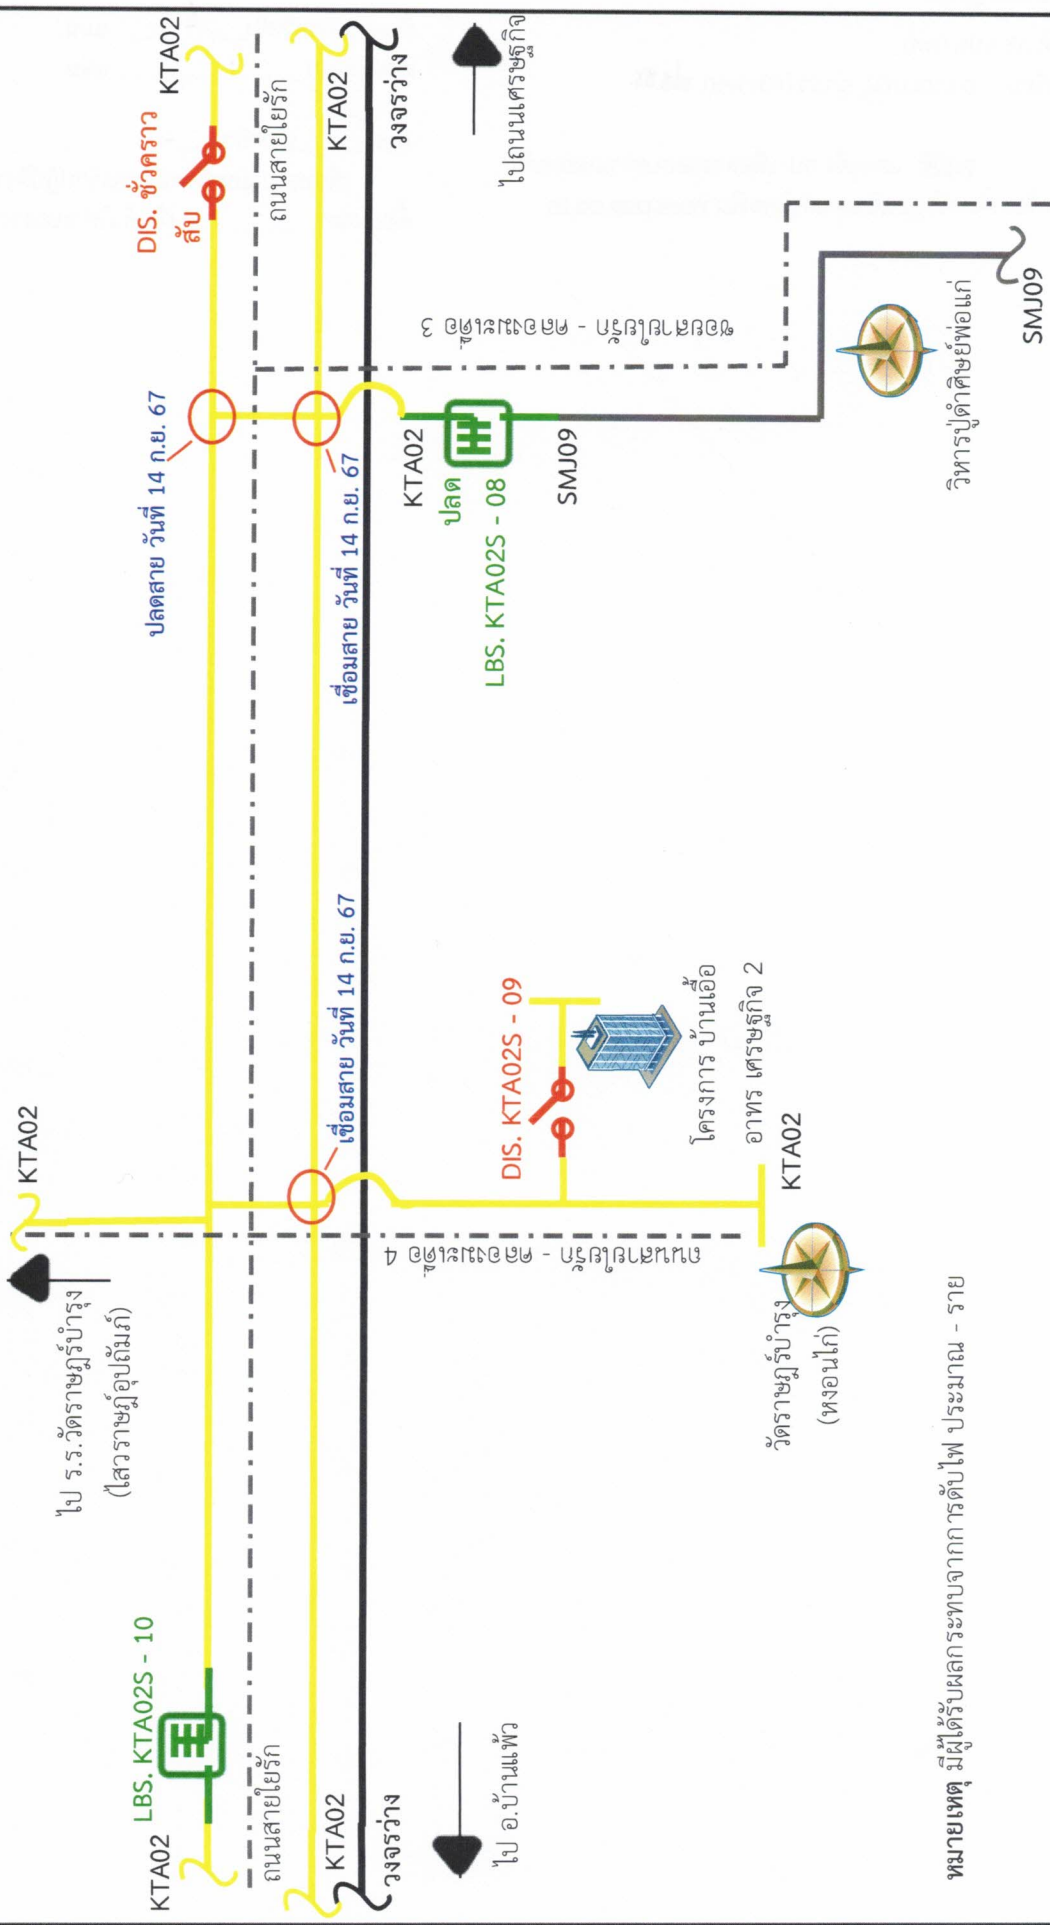 KTA02
ไป ร.ร.วัดราษฎร์บำรุง
(ไสวราษฎ์อุปถัมภ์)
LBS. KTA02S - 10
KTA02
ปลดสาย วันที่ 14 ก.ย. 67
DIS. ชั่วคราว
สับ
KTA02
ถนนสายใยรัก
ถนนสายใยรัก
KTA02
วงจรว่าง
เชื่อมสาย วันที่ 14 ก.ย. 67
เชื่อมสาย วันที่ 14 ก.ย. 67
KTA02
วงจรว่าง
ไป อ.บ้านแพ้ว
ไปถนนเศรษฐกิจ
ถนนสายใยรัก - คลองมะเดื่อ 4
ซอยสายใยรัก - คลองมะเดื่อ 3
KTA02
ปลด
LBS. KTA02S - 08
SMJ09
DIS. KTA02S - 09
โครงการ บ้านเอื้อ
อาทร เศรษฐกิจ 2
KTA02
วัดราษฎร์บำรุง
(หงอนไก่)
วิหารปู่ดำศิษย์พ่อแก่
SMJ09
หมายเหตุ มีผู้ได้รับผลกระทบจากการดับไฟ ประมาณ - ราย